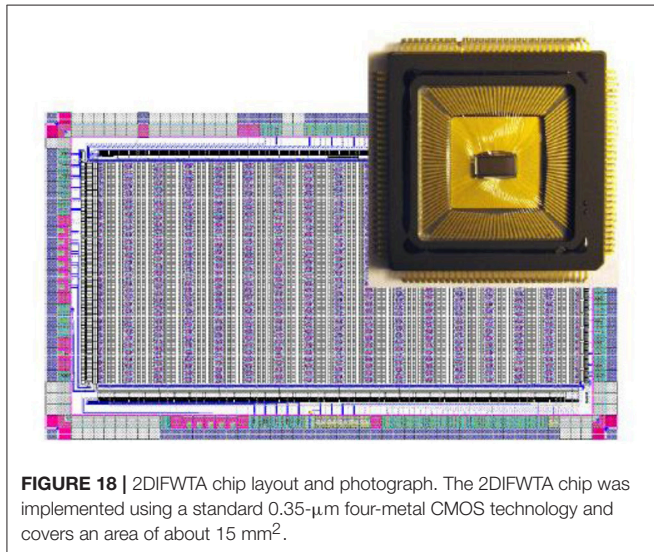 FIGURE 18 | 2DIFWTA chip layout and photograph. The 2DIFWTA chip was
implemented using a standard 0.35-μm four-metal CMOS technology and
covers an area of about 15 mm².